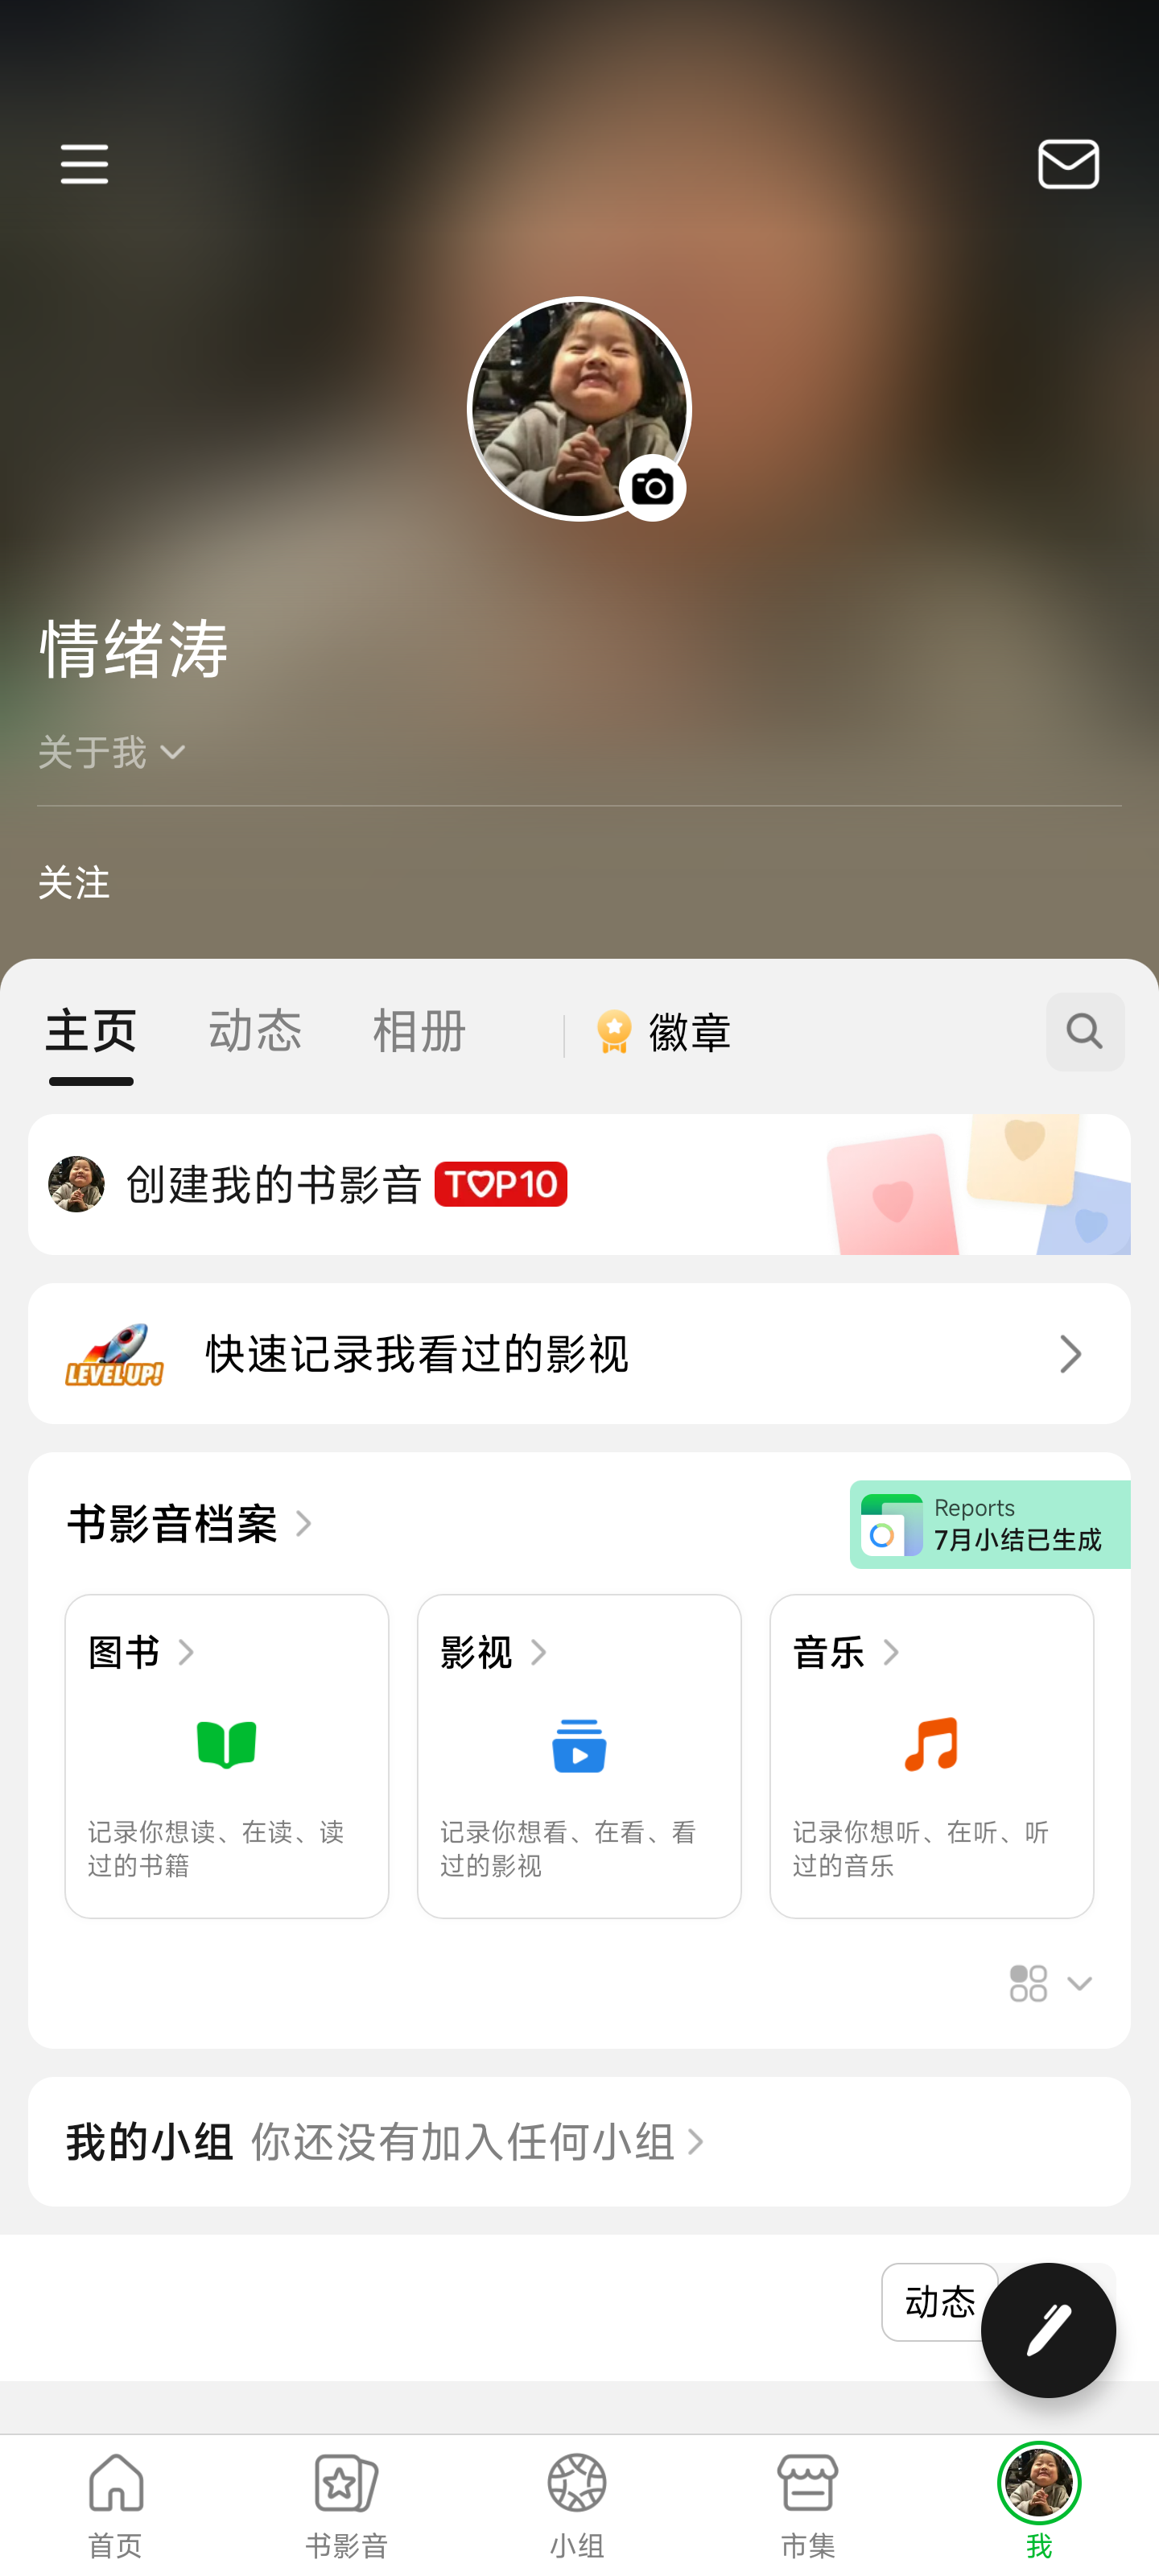 情绪涛
关于我
关注
主页 动态 相册 徽章
创建我的书影音 TOP10
LEVEL UP! 快速记录我看过的影视
书影音档案
Reports
7月小结已生成
图书 影视 音乐
记录你想读、在读、读
过的书籍
记录你想看、在看、看
过的影视
记录你想听、在听、听
过的音乐
我的小组 你还没有加入任何小组
动态
首页 书影音 小组 市集 我